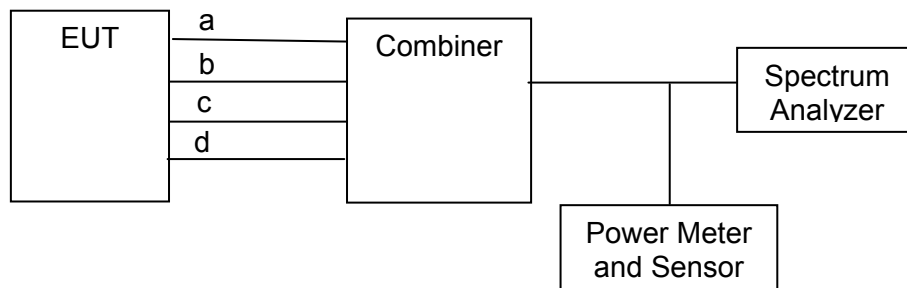 EUT
a
b
c
d
Combiner
Spectrum
Analyzer
Power Meter
and Sensor